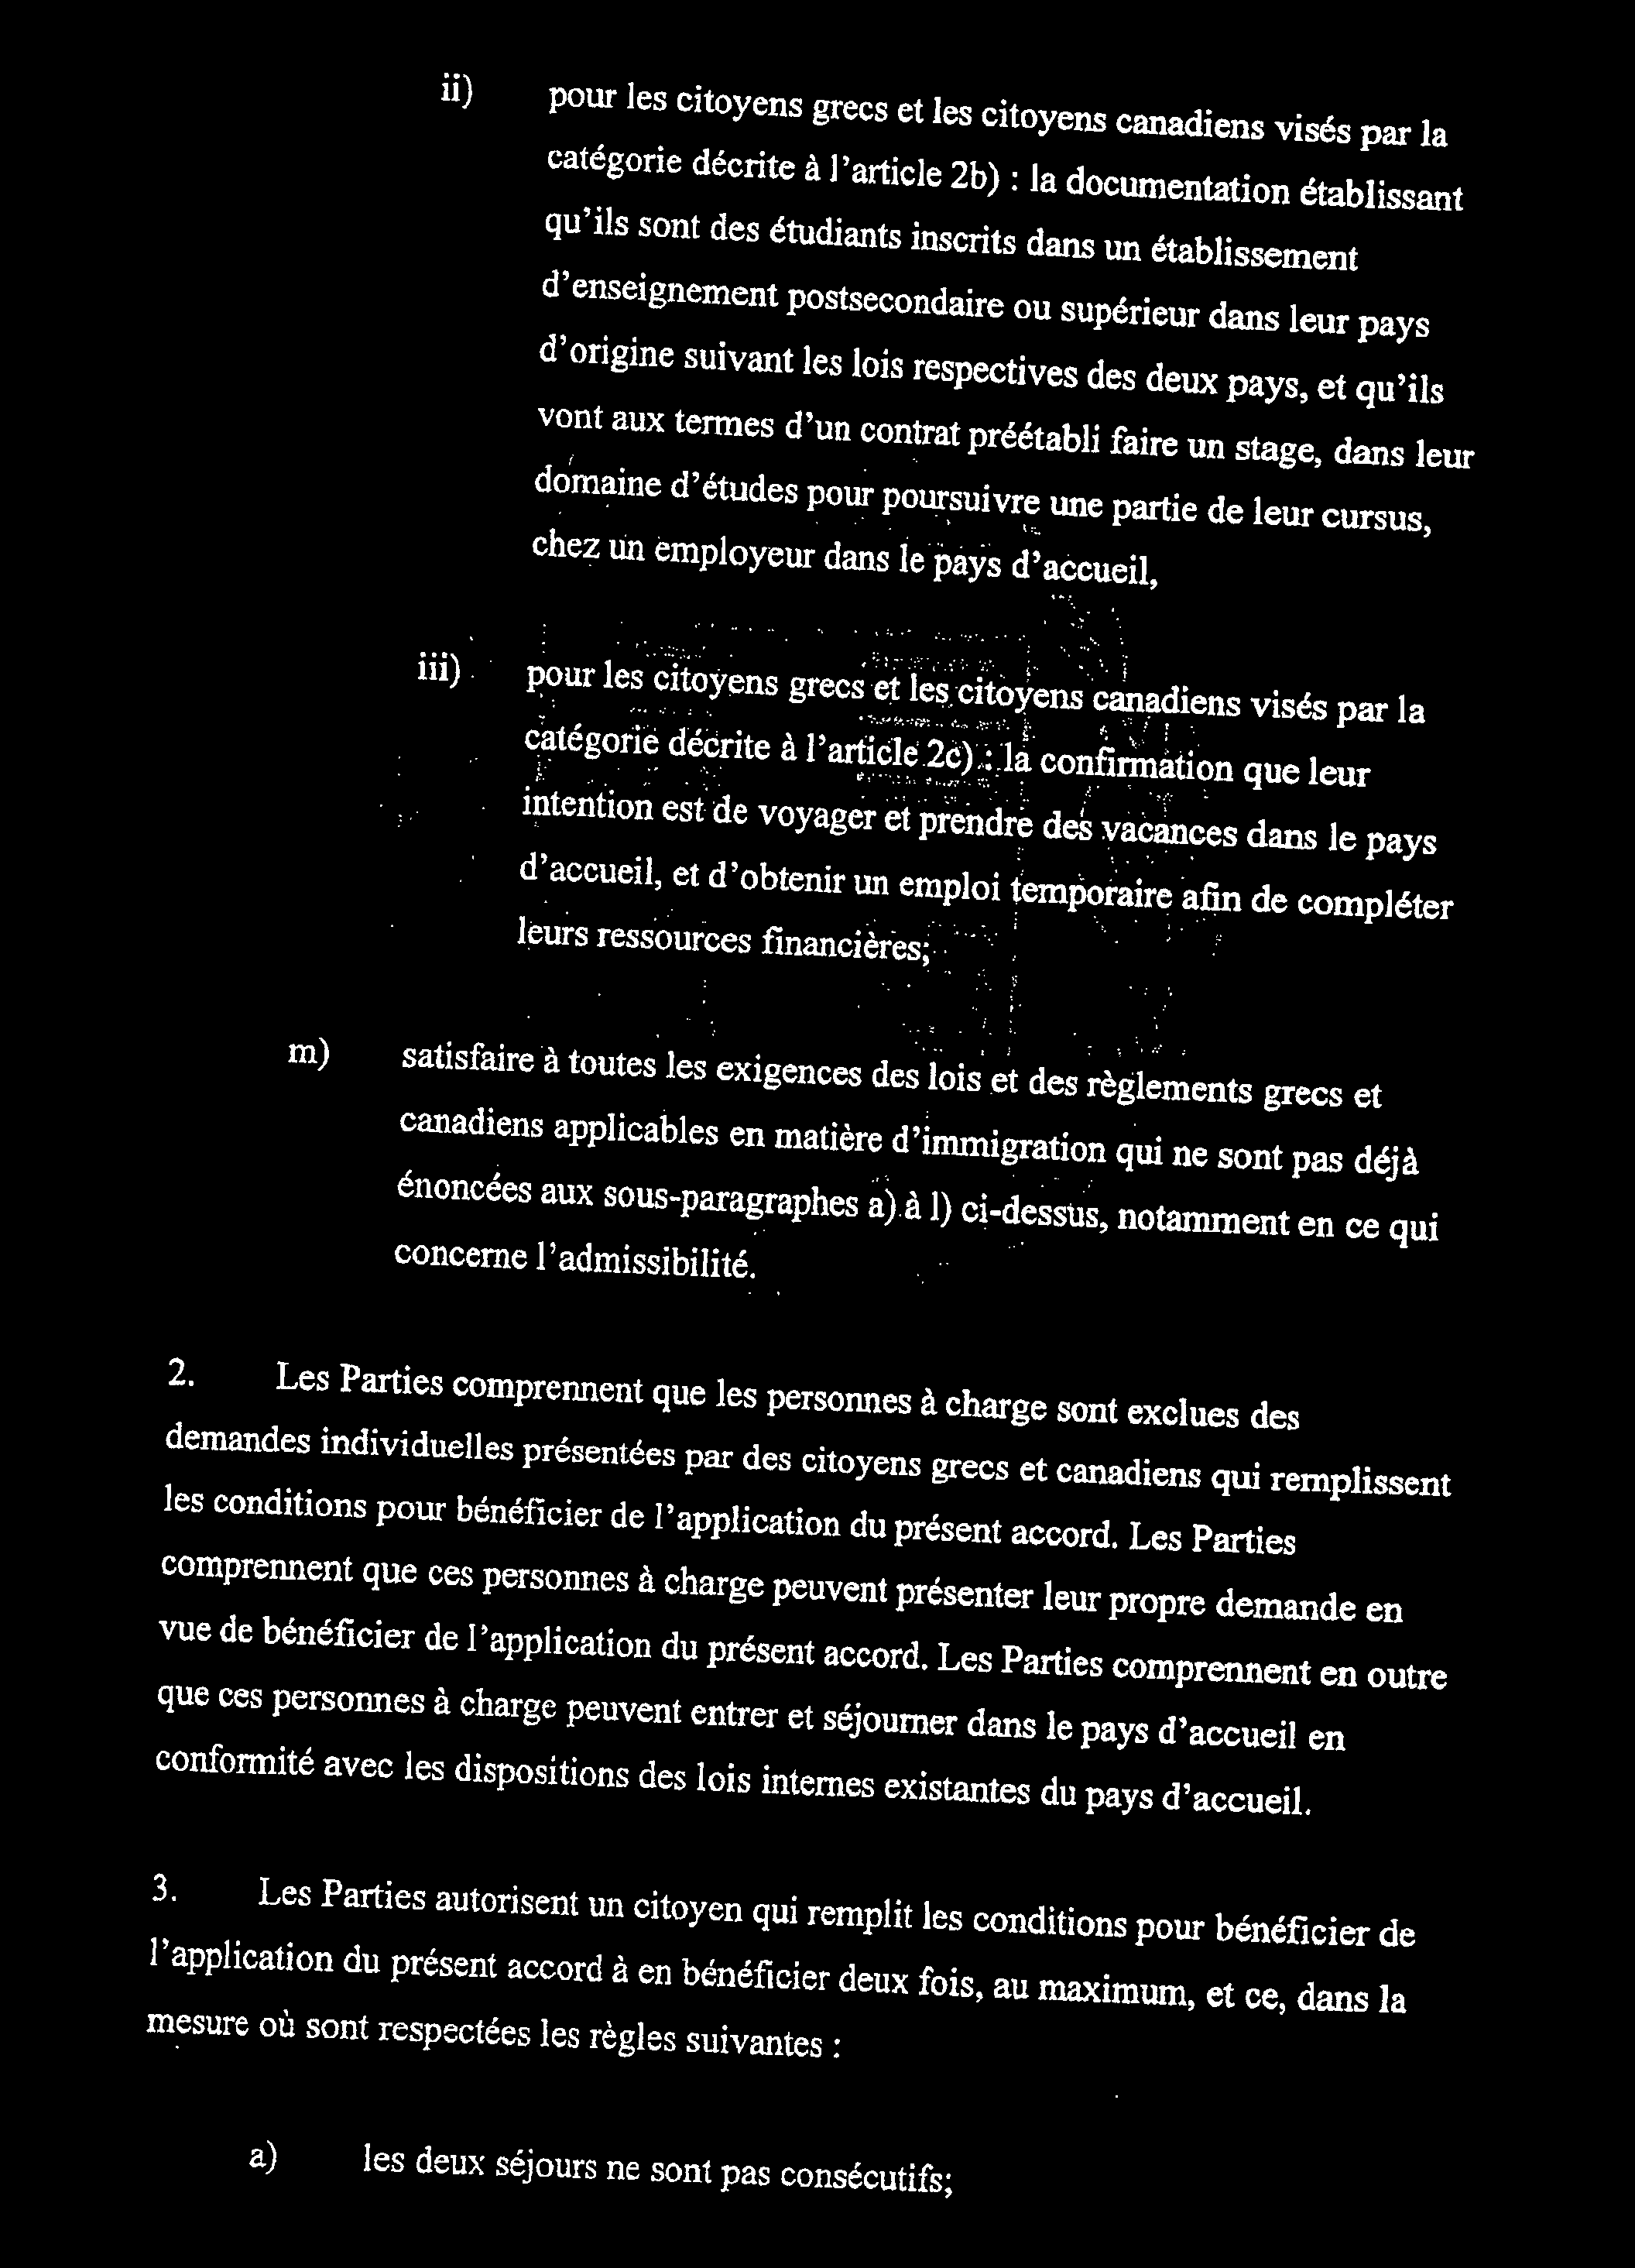 ii) pour les citoyens grecs et les citoyens canadiens visés par la
catégorie décrite à l'article 2b) : la documentation établissant
qu'ils sont des étudiants inscrits dans un établissement
d'enseignement postsecondaire ou supérieur dans leur pays
d'origine suivant les lois respectives des deux pays, et qu'ils
vont aux termes d'un contrat préétabli faire un stage, dans leur
domaine d'études pour poursuivre une partie de leur cursus,
chez un employeur dans le pays d'accueil,
iii) pour les citoyens grecs et les citoyens canadiens visés par la
catégorie décrite à l'article 2c) : la confirmation que leur
intention est de voyager et prendre des vacances dans le pays
d'accueil, et d'obtenir un emploi temporaire afin de compléter
leurs ressources financières;
m) satisfaire à toutes les exigences des lois et des règlements grecs et
canadiens applicables en matière d'immigration qui ne sont pas déjà
énoncées aux sous-paragraphes a) à l) ci-dessus, notamment en ce qui
concerne l'admissibilité.
2. Les Parties comprennent que les personnes à charge sont exclues des
demandes individuelles présentées par des citoyens grecs et canadiens qui remplissent
les conditions pour bénéficier de l'application du présent accord. Les Parties
comprennent que ces personnes à charge peuvent présenter leur propre demande en
vue de bénéficier de l'application du présent accord. Les Parties comprennent en outre
que ces personnes à charge peuvent entrer et séjourner dans le pays d'accueil en
conformité avec les dispositions des lois internes existantes du pays d'accueil.
3. Les Parties autorisent un citoyen qui remplit les conditions pour bénéficier de
l'application du présent accord à en bénéficier deux fois, au maximum, et ce, dans la
mesure où sont respectées les règles suivantes :
a) les deux séjours ne sont pas consécutifs;